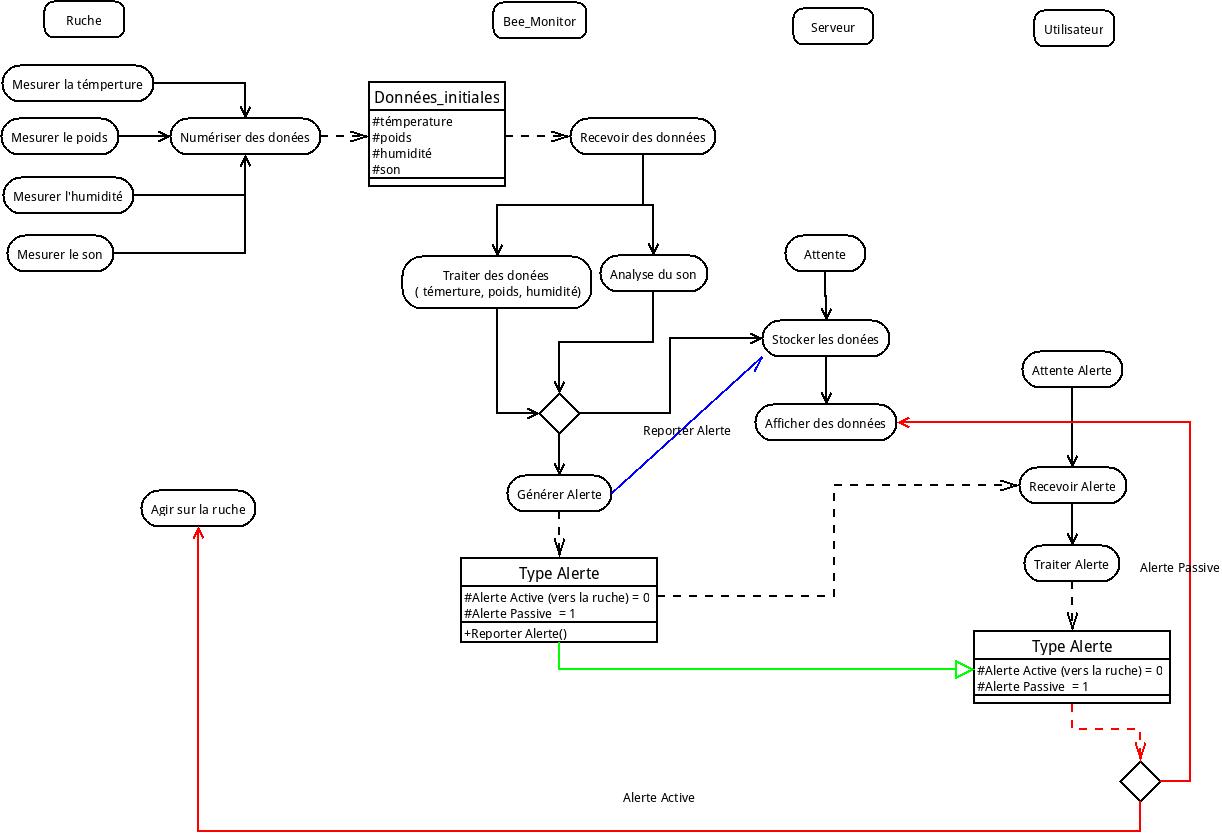 Ruche
Bee_Monitor
Serveur
Utilisateur
Mesurer la témperture
Mesurer le poids
Mesurer l'humidité
Mesurer le son
Numériser des donées
Données_initiales
#témperature
#poids
#humidité
#son
Recevoir des données
Traiter des donées
( témerture, poids, humidité)
Analyse du son
Attente
Stocker les donées
Afficher des données
Attente Alerte
Reporter Alerte
Générer Alerte
Recevoir Alerte
Agir sur la ruche
Traiter Alerte
Alerte Passive
Type Alerte
#Alerte Active (vers la ruche) = 0
#Alerte Passive  = 1
+Reporter Alerte()
Type Alerte
#Alerte Active (vers la ruche) = 0
#Alerte Passive  = 1
Alerte Active